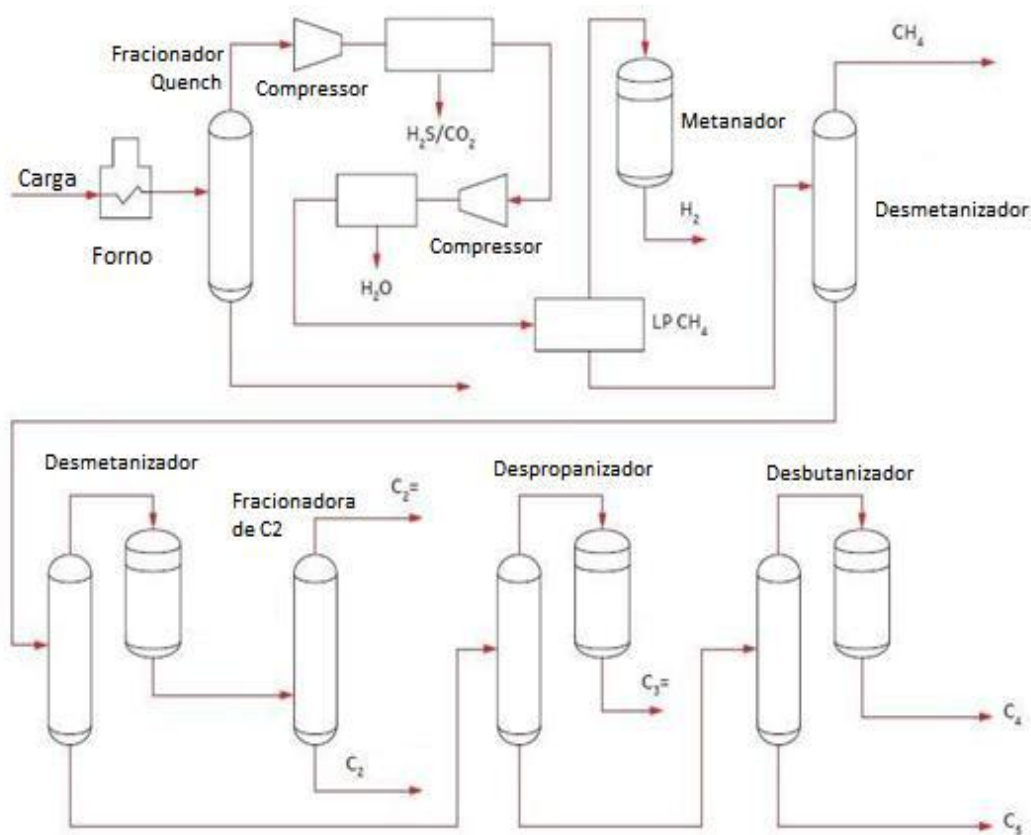 Fracionador
Quench
Compressor
H₂S/CO₂
Carga
Forno
H₂O
Compressor
Metanador
H₂
LP CH₄
CH₄
Desmetanizador
Desmetanizador
Fracionadora
de C2
C₂=
C₂
Despropanizador
C₃=
Desbutanizador
C₄
C₅